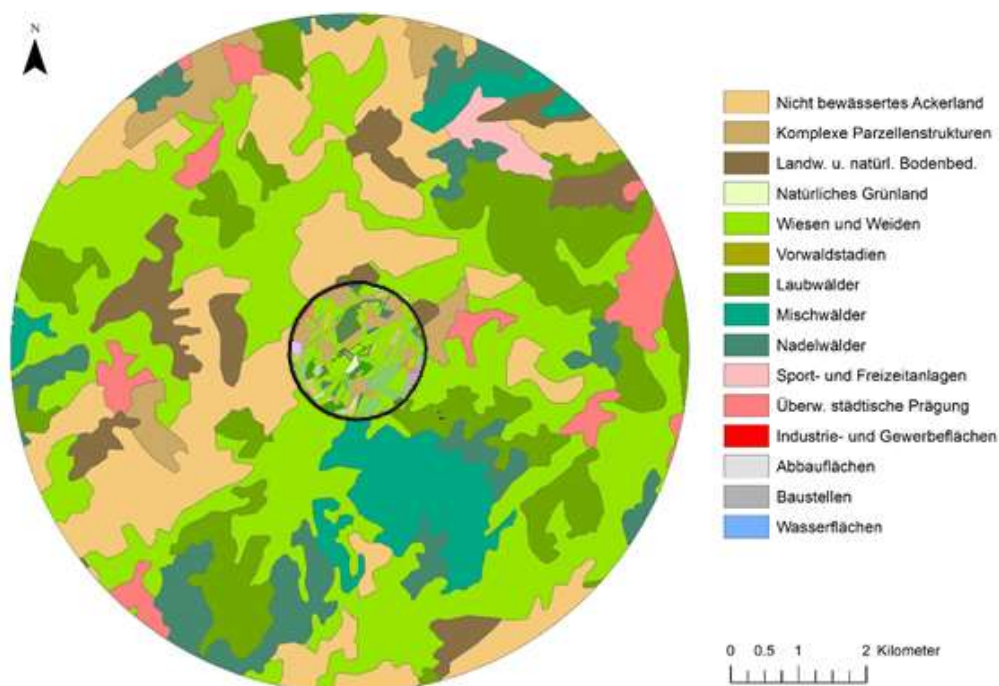 N
Nicht bewässertes Ackerland
Komplexe Parzellenstrukturen
Landw. u. natürl. Bodenbed.
Natürliches Grünland
Wiesen und Weiden
Vorwaldstadien
Laubwälder
Mischwälder
Nadelwälder
Sport- und Freizeitanlagen
Überw. städtische Prägung
Industrie- und Gewerbeflächen
Abbauflächen
Baustellen
Wasserflächen
0 0.5 1 2 Kilometer